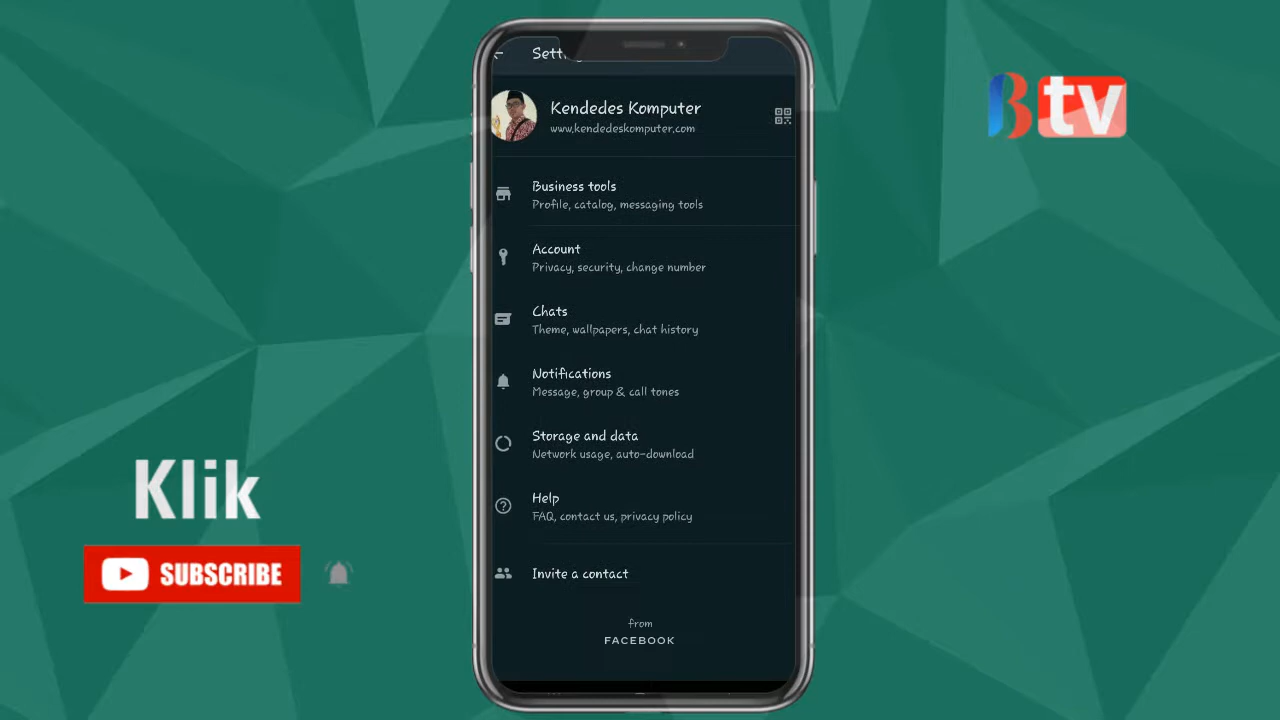 Kendedes Komputer
www.kendedeskomputer.com
Business tools
Profile, catalog, messaging tools
Account
Privacy, security, change number
Chats
Theme, wallpapers, chat history
Notifications
Message, group & call tones
Storage and data
Network usage, auto-download
Help
FAQ, contact us, privacy policy
Invite a contact
from
FACEBOOK
Btv
Klik
SUBSCRIBE